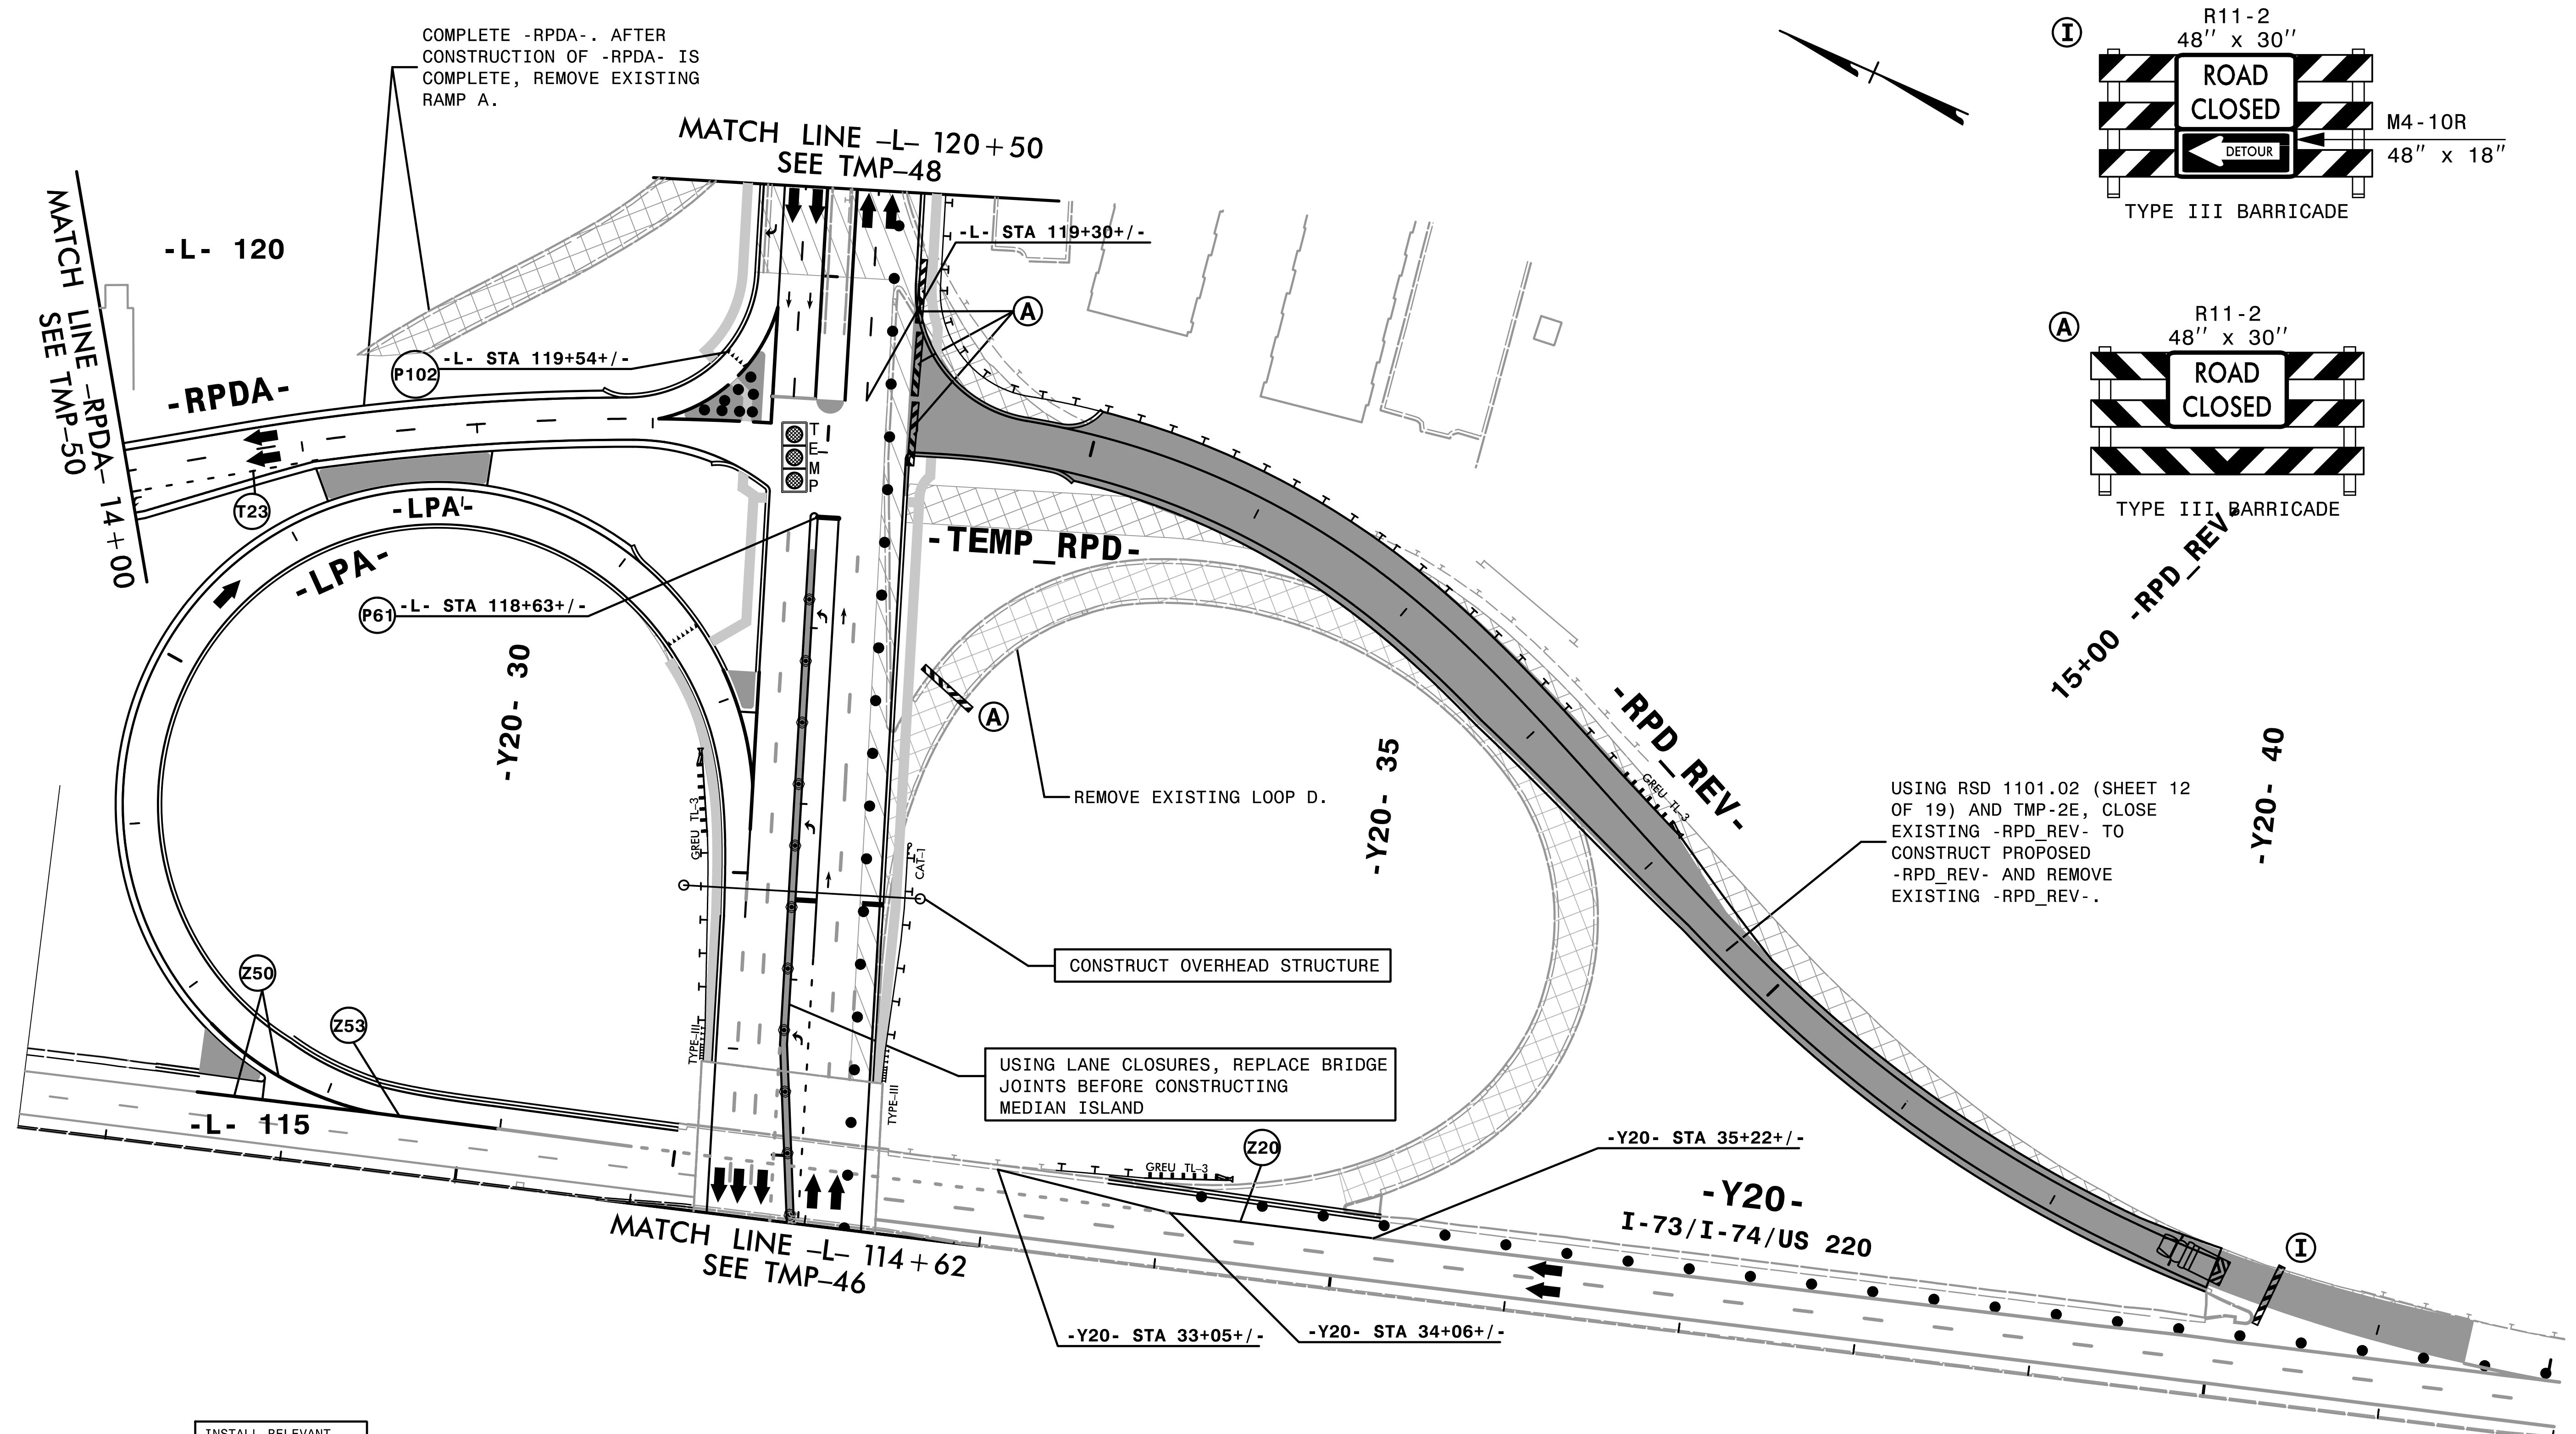 COMPLETE -RPDA-. AFTER
CONSTRUCTION OF -RPDA- IS
COMPLETE, REMOVE EXISTING
RAMP A.
MATCH LINE –L– 120+50
SEE TMP–48
I
R11-2
48" x 30"
ROAD
CLOSED
DETOUR
M4-10R
48" x 18"
TYPE III BARRICADE
A
R11-2
48" x 30"
ROAD
CLOSED
TYPE III BARRICADE
MATCH LINE –RPDA– 14+00
SEE TMP–50
-L- 120
-L- STA 119+30+/-
A
P102
-L- STA 119+54+/-
-RPDA-
TEMP
T23
-LPA-
-LPA-
-TEMP_RPD-
P61
-L- STA 118+63+/-
-Y20- 30
A
REMOVE EXISTING LOOP D.
-Y20- 35
-RPD_REV-
GREU TL-3
15+00 -RPD_REV-
-Y20- 40
USING RSD 1101.02 (SHEET 12
OF 19) AND TMP-2E, CLOSE
EXISTING -RPD_REV- TO
CONSTRUCT PROPOSED
-RPD_REV- AND REMOVE
EXISTING -RPD_REV-.
GREU TL-3
CAT-1
CONSTRUCT OVERHEAD STRUCTURE
Z50
Z53
TYPE-III
TYPE-III
USING LANE CLOSURES, REPLACE BRIDGE
JOINTS BEFORE CONSTRUCTING
MEDIAN ISLAND
-L- 115
Z20
GREU TL-3
-Y20- STA 35+22+/-
-Y20-
I-73/I-74/US 220
I
MATCH LINE –L– 114+62
SEE TMP–46
-Y20- STA 33+05+/-
-Y20- STA 34+06+/-
INSTALL RELEVANT